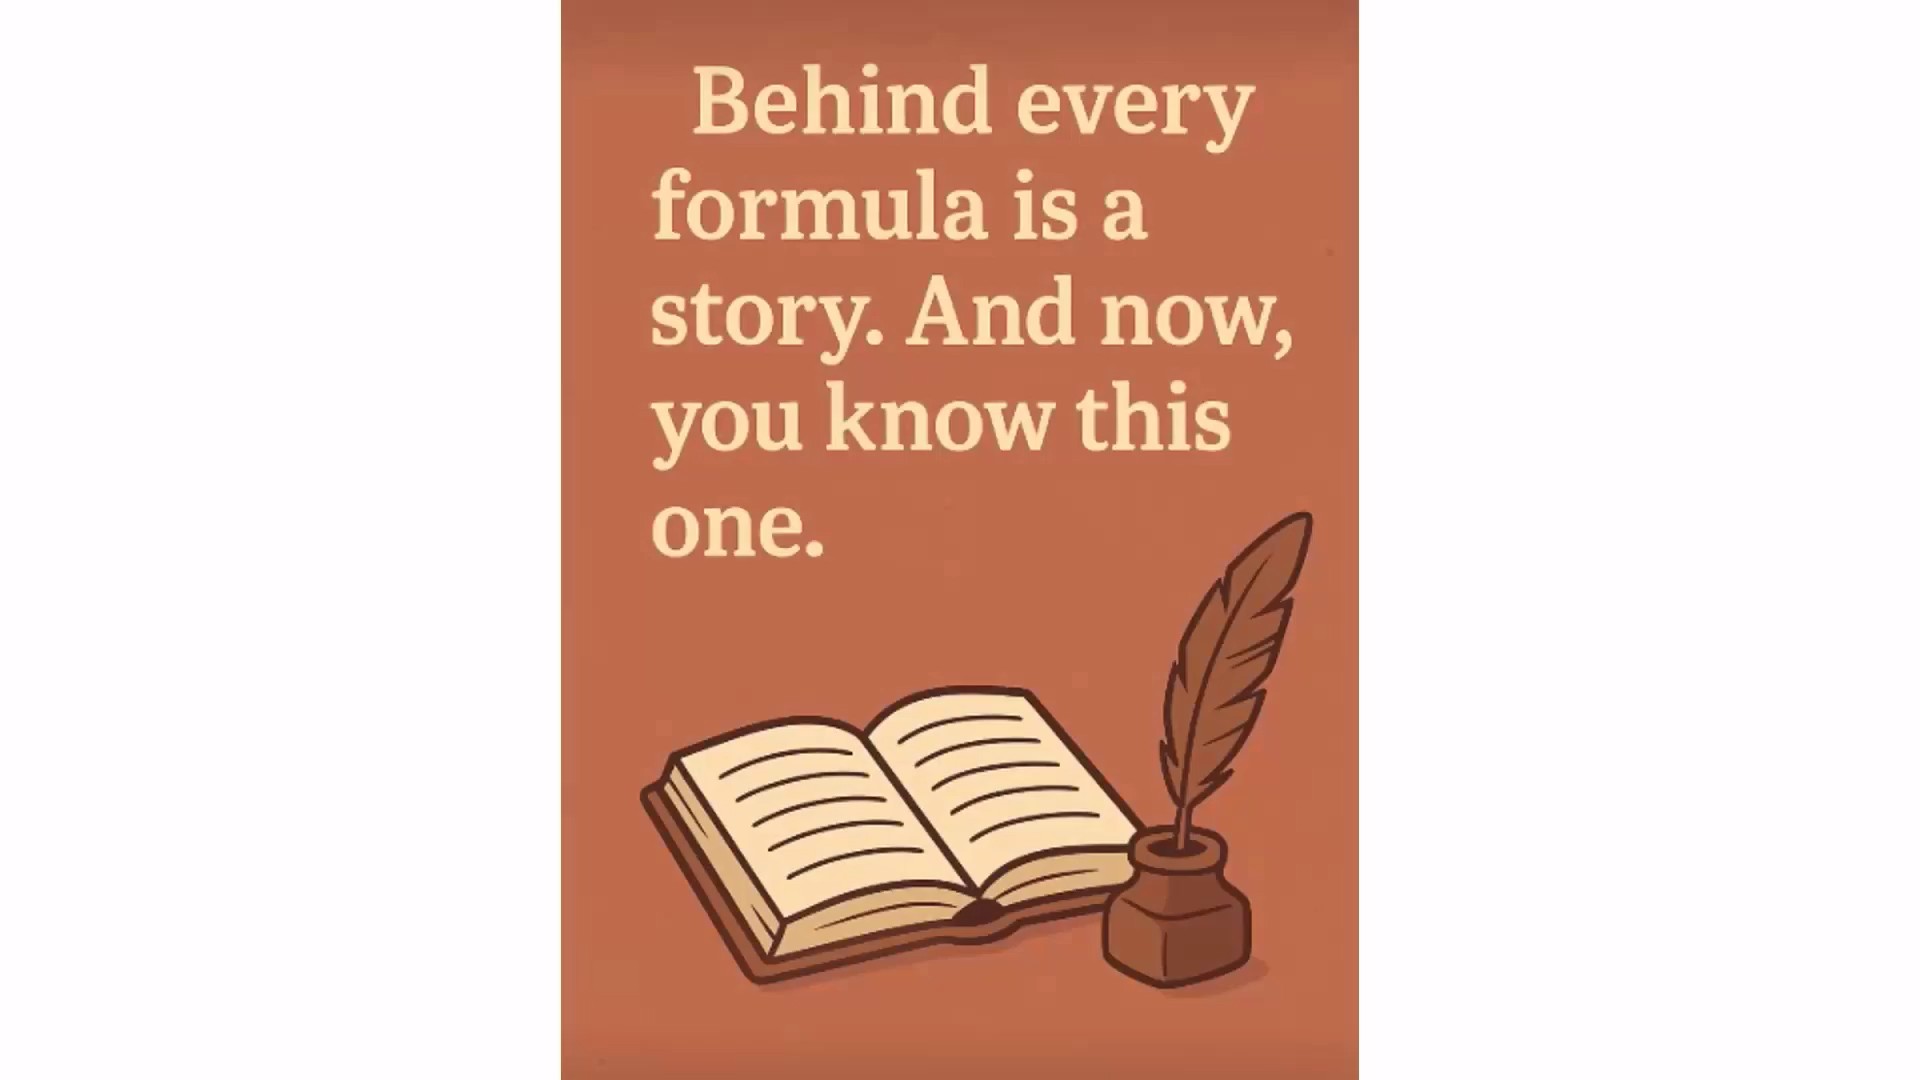 Behind every
formula is a
story. And now,
you know this
one.